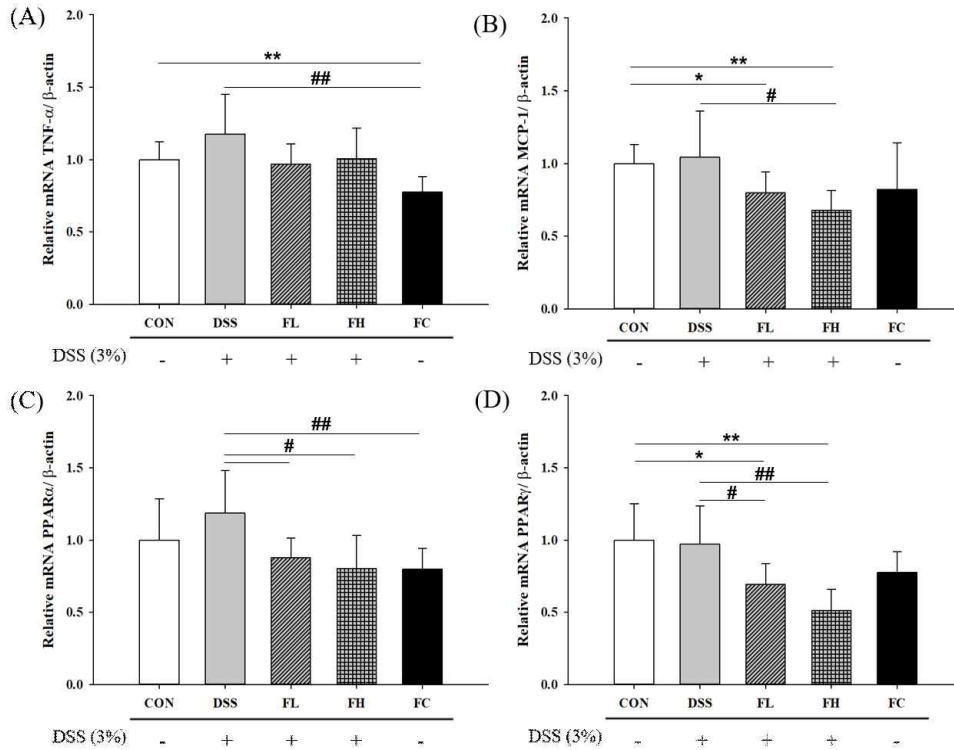 (A)
Relative mRNA TNF-α/ β-actin
2.0
1.5
1.0
0.5
0.0
**
##
CON DSS FL FH FC
DSS (3%) - + + + -
(B)
Relative mRNA MCP-1/ β-actin
2.0
1.5
1.0
0.5
0.0
**
*
#
CON DSS FL FH FC
DSS (3%) - + + + -
(C)
Relative mRNA PPARα/ β-actin
2.0
1.5
1.0
0.5
0.0
##
#
CON DSS FL FH FC
DSS (3%) - + + + -
(D)
Relative mRNA PPARγ/ β-actin
2.0
1.5
1.0
0.5
0.0
**
*
##
#
CON DSS FL FH FC
DSS (3%) - + + + -